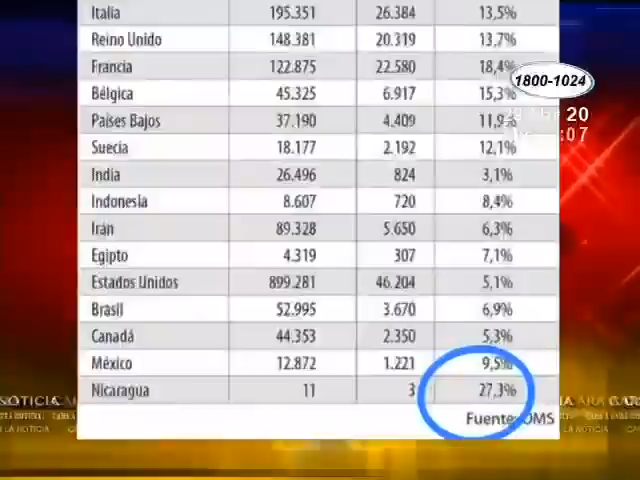 Italia 195.351 26.384 13,5%
Reino Unido 148.381 20.319 13,7%
Francia 122.875 22.580 18,4%
1800-1024
Bélgica 45.325 6.917 15,3%
Países Bajos 37.190 4.409 11,9%
20
:07
Suecia 18.177 2.192 12,1%
India 26.496 824 3,1%
Indonesia 8.607 720 8,4%
Irán 89.328 5.650 6,3%
Egipto 4.319 307 7,1%
Estados Unidos 899.281 46.204 5,1%
Brasil 52.995 3.670 6,9%
Canadá 44.353 2.350 5,3%
México 12.872 1.221 9,5%
Nicaragua 11 3 27,3%
Fuente: OMS
NOTICIA
LA NOTICIA